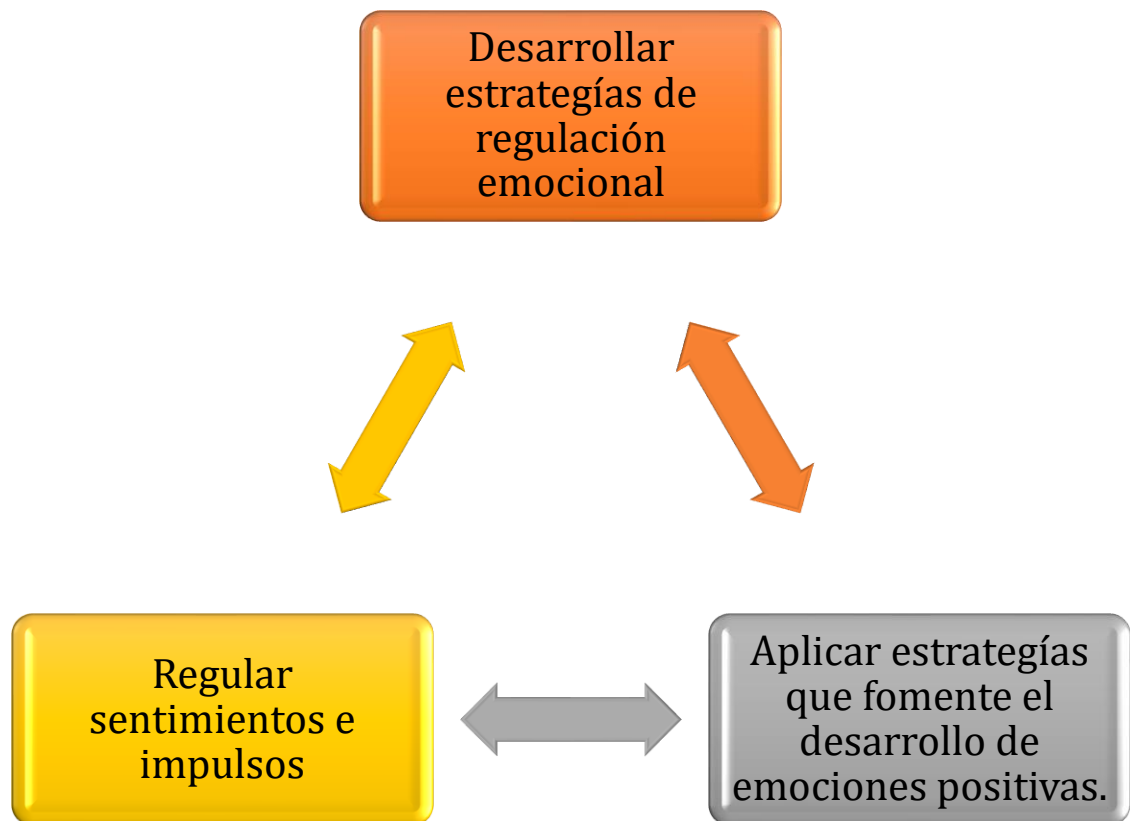 Desarrollar
estrategías de
regulación
emocional
Regular
sentimientos e
impulsos
Aplicar estrategías
que fomente el
desarrollo de
emociones positivas.